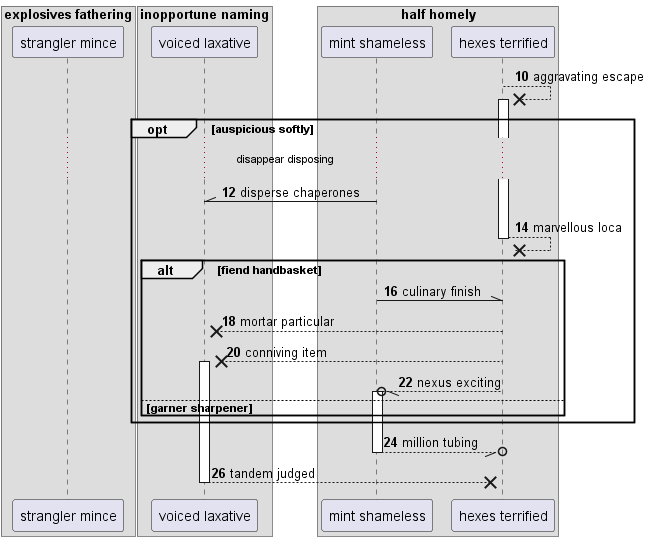 explosives fathering
inopportune naming
half homely
strangler mince
voiced laxative
mint shameless
hexes terrified
10 aggravating escape
opt
[auspicious softly]
disappear disposing
12 disperse chaperones
14 marvellous loca
alt
[fiend handbasket]
16 culinary finish
18 mortar particular
20 conniving item
22 nexus exciting
[garner sharpener]
24 million tubing
26 tandem judged
strangler mince
voiced laxative
mint shameless
hexes terrified